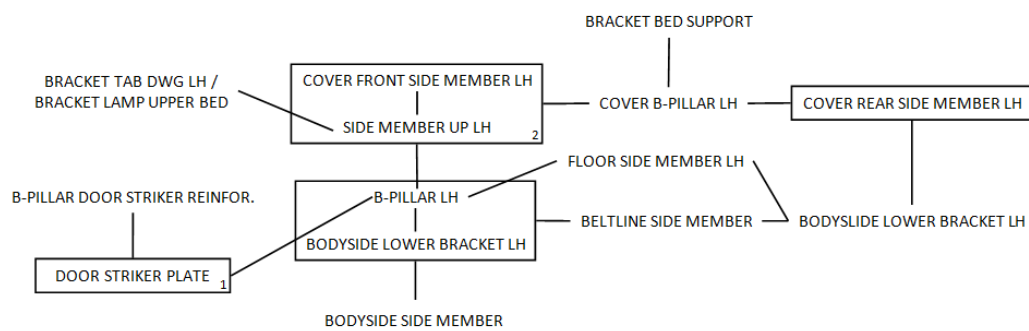 BRACKET BED SUPPORT
BRACKET TAB DWG LH /
BRACKET LAMP UPPER BED
COVER FRONT SIDE MEMBER LH
SIDE MEMBER UP LH
2
COVER B-PILLAR LH
COVER REAR SIDE MEMBER LH
FLOOR SIDE MEMBER LH
B-PILLAR DOOR STRIKER REINFOR.
B-PILLAR LH
BODYSIDE LOWER BRACKET LH
BELTLINE SIDE MEMBER
BODYSLIDE LOWER BRACKET LH
DOOR STRIKER PLATE
1
BODYSIDE SIDE MEMBER